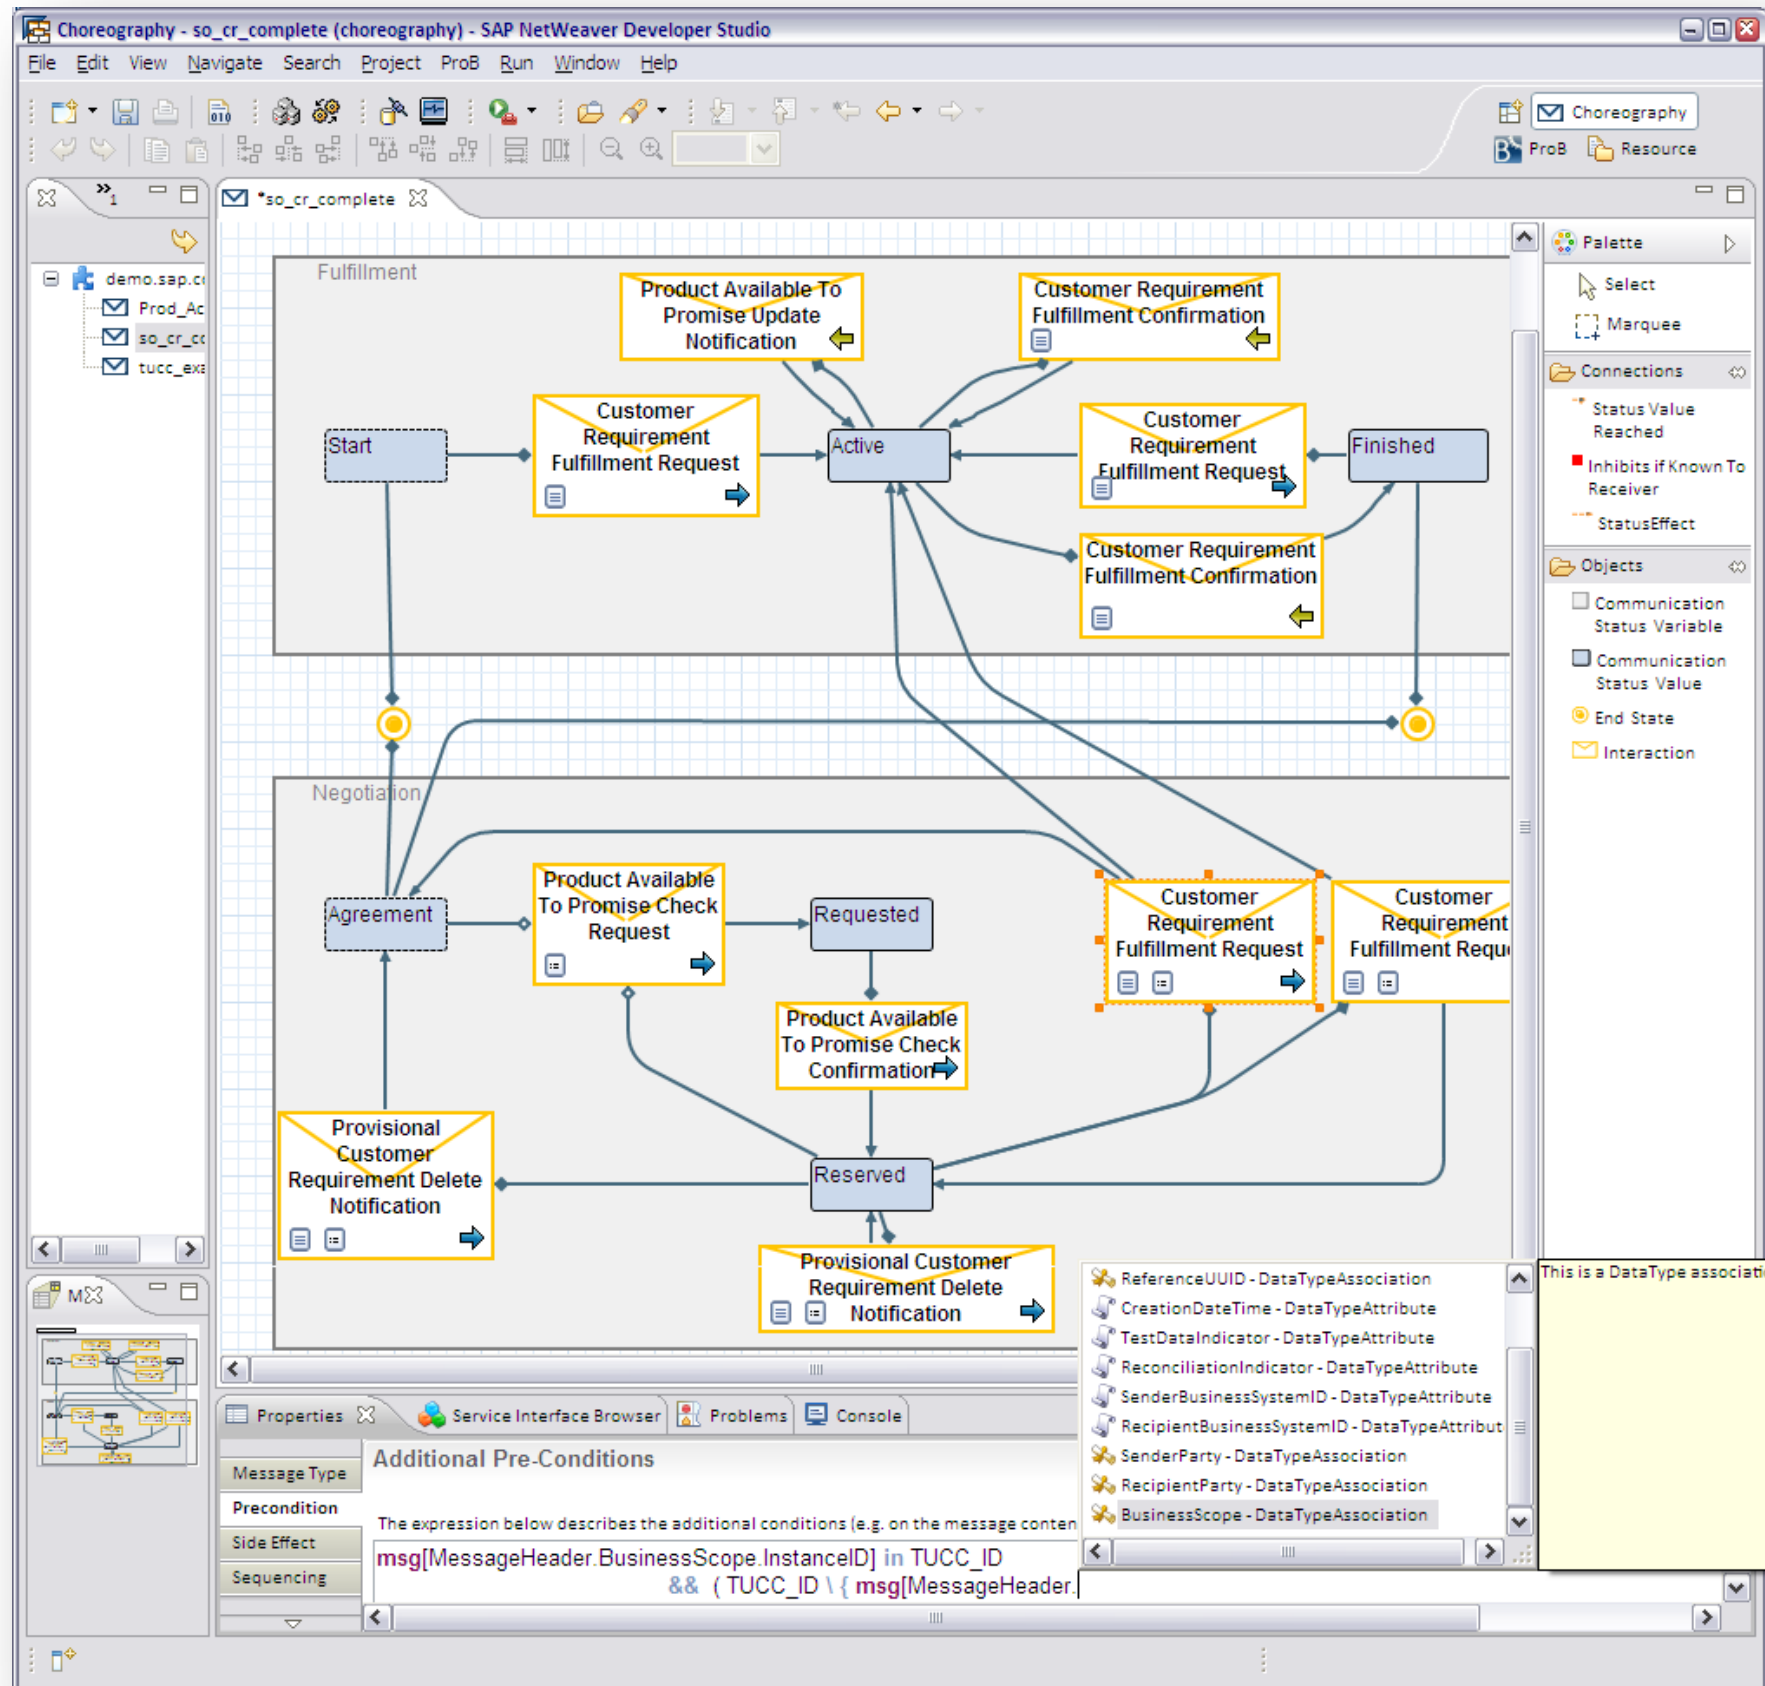 Choreography - so_cr_complete (choreography) - SAP NetWeaver Developer Studio
File Edit View Navigate Search Project ProB Run Window Help
010
Choreography
ProB Resource
1
*so_cr_complete
demo.sap.c
Prod_Ac
so_cr_c
tucc_exa
Fulfillment
Product Available To
Promise Update
Notification
Customer Requirement
Fulfillment Confirmation
Start
Customer
Requirement
Fulfillment Request
Active
Customer
Requirement
Fulfillment Request
Finished
Customer Requirement
Fulfillment Confirmation
Negotiation
Agreement
Product Available
To Promise Check
Request
Requested
Customer
Requirement
Fulfillment Request
Customer
Requirement
Fulfillment Requ
Product Available
To Promise Check
Confirmation
Provisional
Customer
Requirement Delete
Notification
Reserved
Provisional Customer
Requirement Delete
Notification
Palette
Select
Marquee
Connections
Status Value
Reached
Inhibits if Known To
Receiver
StatusEffect
Objects
Communication
Status Variable
Communication
Status Value
End State
Interaction
M
Properties Service Interface Browser Problems Console
Message Type
Precondition
Side Effect
Sequencing
Additional Pre-Conditions
The expression below describes the additional conditions (e.g. on the message conten
msg[MessageHeader.BusinessScope.InstanceID] in TUCC_ID
&& ( TUCC_ID \ { msg[MessageHeader.
ReferenceUUID - DataTypeAssociation
CreationDateTime - DataTypeAttribute
TestDataIndicator - DataTypeAttribute
ReconciliationIndicator - DataTypeAttribute
SenderBusinessSystemID - DataTypeAttribute
RecipientBusinessSystemID - DataTypeAttribut
SenderParty - DataTypeAssociation
RecipientParty - DataTypeAssociation
BusinessScope - DataTypeAssociation
This is a DataType associati